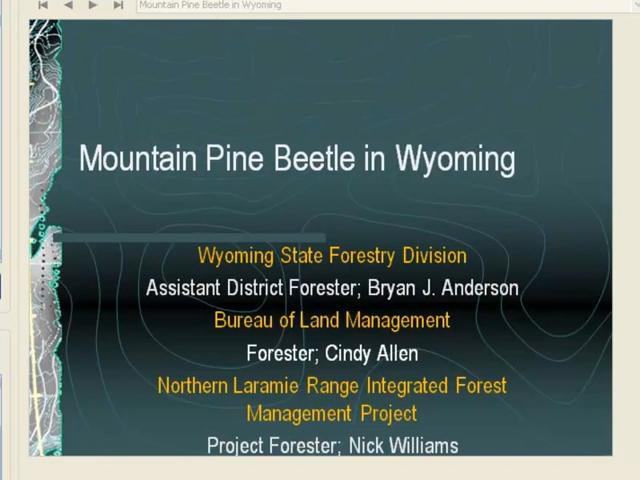 Mountain Pine Beetle in Wyoming
Mountain Pine Beetle in Wyoming
Wyoming State Forestry Division
Assistant District Forester; Bryan J. Anderson
Bureau of Land Management
Forester; Cindy Allen
Northern Laramie Range Integrated Forest
Management Project
Project Forester; Nick Williams